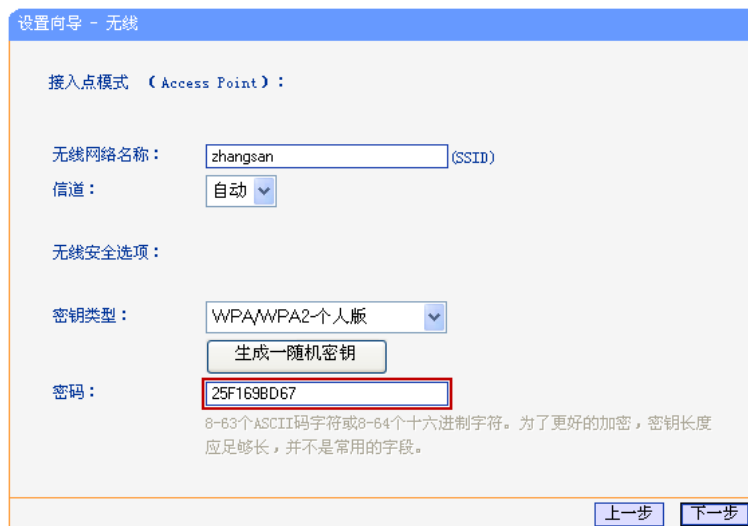 设置向导 - 无线
接入点模式 （Access Point）：
无线网络名称： zhangsan (SSID)
信道： 自动
无线安全选项：
密钥类型： WPA/WPA2-个人版
生成一随机密钥
密码： 25F169BD67
8-63个ASCII码字符或8-64个十六进制字符。为了更好的加密，密钥长度
应足够长，并不是常用的字段。
上一步 下一步